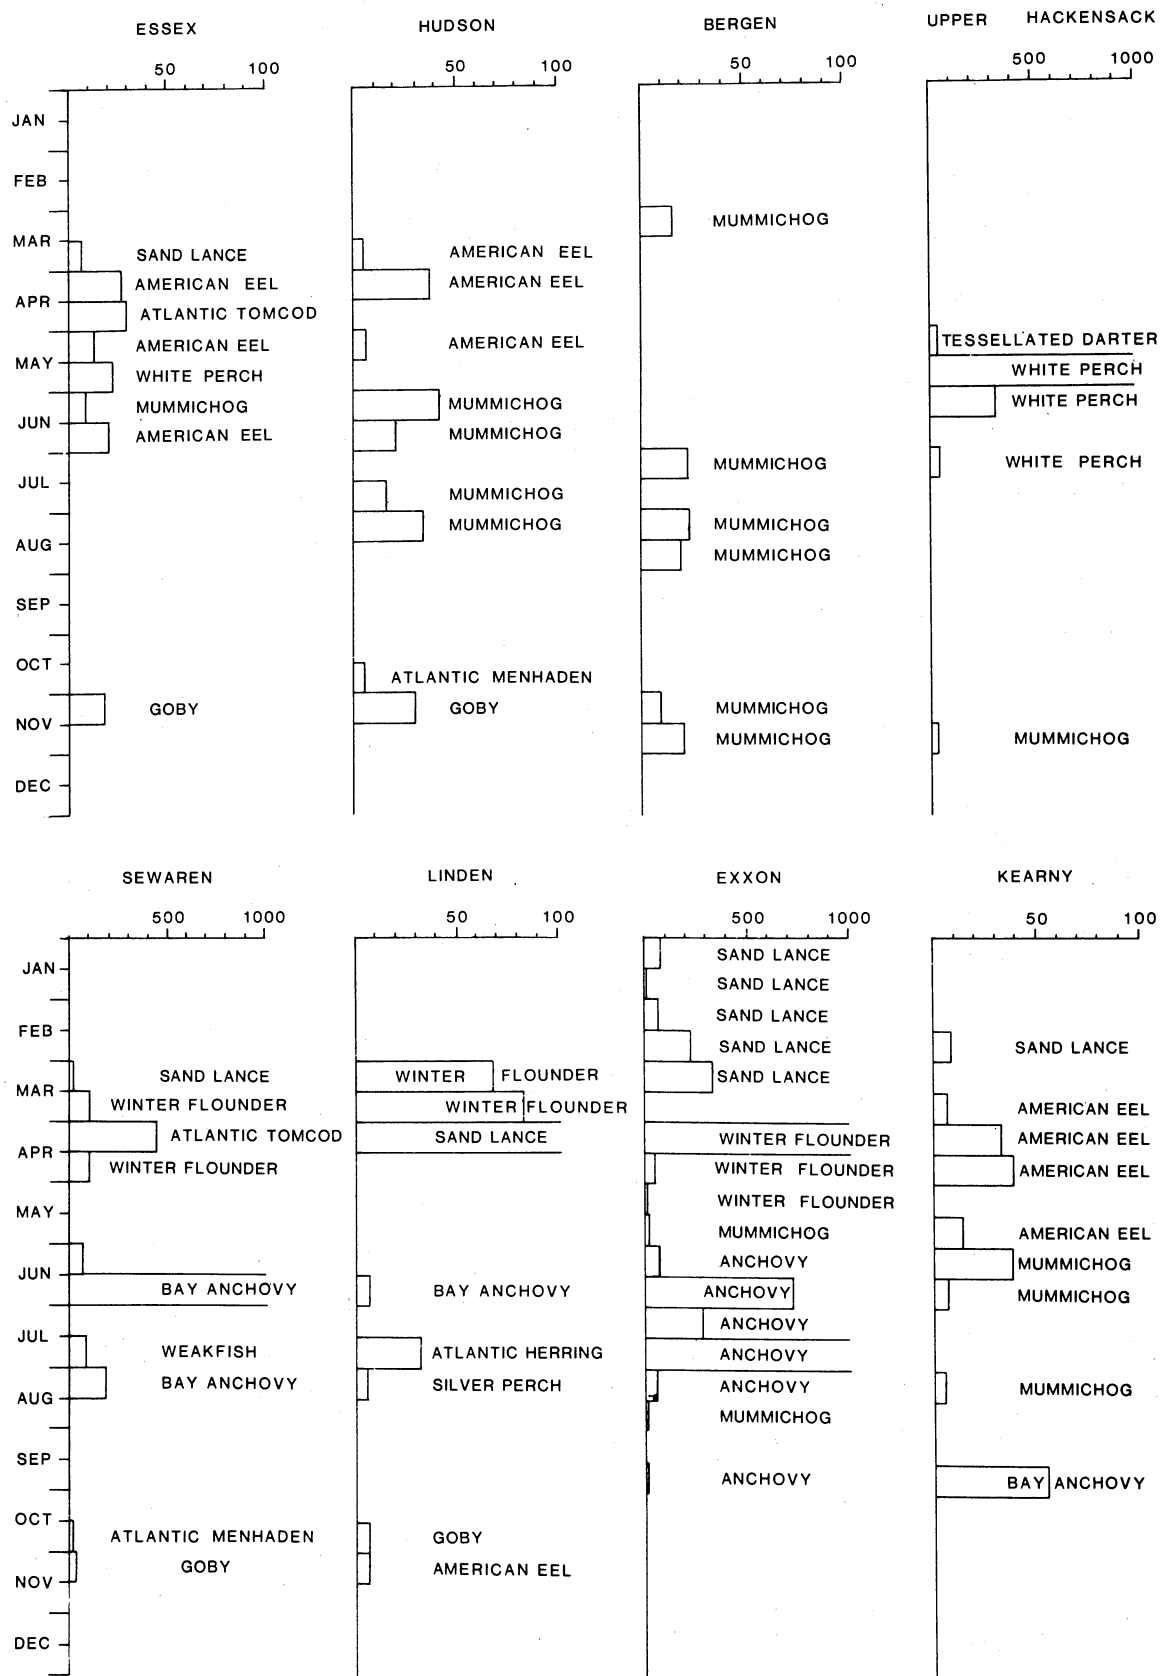 ESSEX HUDSON BERGEN UPPER HACKENSACK
50 100 50 100 50 100 500 1000
JAN
FEB
MUMMICHOG
MAR
SAND LANCE AMERICAN EEL
AMERICAN EEL AMERICAN EEL
APR
ATLANTIC TOMCOD
AMERICAN EEL AMERICAN EEL TESSELLATED DARTER
MAY
WHITE PERCH WHITE PERCH
MUMMICHOG MUMMICHOG WHITE PERCH
JUN
AMERICAN EEL MUMMICHOG
MUMMICHOG WHITE PERCH
JUL
MUMMICHOG
MUMMICHOG MUMMICHOG
AUG
MUMMICHOG
SEP
OCT
ATLANTIC MENHADEN
GOBY GOBY MUMMICHOG
NOV
MUMMICHOG MUMMICHOG
DEC
SEWAREN LINDEN EXXON KEARNY
500 1000 50 100 500 1000 50 100
SAND LANCE
JAN
SAND LANCE
SAND LANCE
FEB
SAND LANCE SAND LANCE
SAND LANCE WINTER FLOUNDER SAND LANCE
MAR
WINTER FLOUNDER WINTER FLOUNDER AMERICAN EEL
ATLANTIC TOMCOD SAND LANCE WINTER FLOUNDER AMERICAN EEL
APR
WINTER FLOUNDER WINTER FLOUNDER AMERICAN EEL
WINTER FLOUNDER
MAY
MUMMICHOG AMERICAN EEL
ANCHOVY MUMMICHOG
JUN
BAY ANCHOVY BAY ANCHOVY ANCHOVY MUMMICHOG
ANCHOVY
JUL
WEAKFISH ATLANTIC HERRING ANCHOVY
BAY ANCHOVY SILVER PERCH ANCHOVY MUMMICHOG
AUG
MUMMICHOG
SEP
ANCHOVY BAY ANCHOVY
OCT
ATLANTIC MENHADEN GOBY
GOBY AMERICAN EEL
NOV
DEC